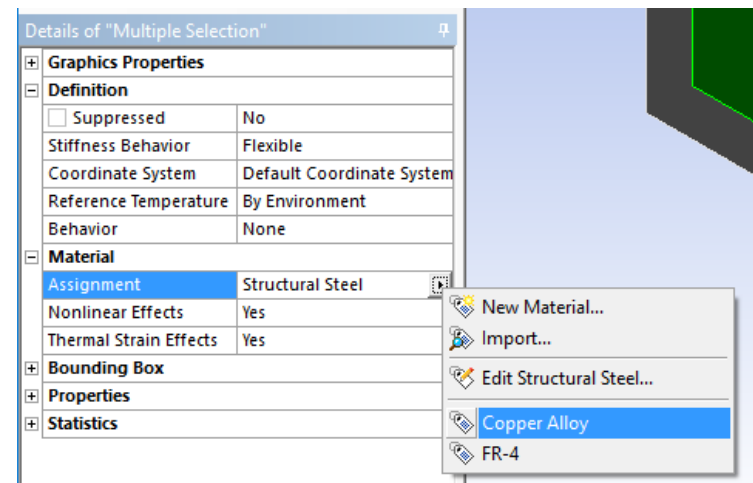 Details of "Multiple Selection"
Graphics Properties
Definition
Suppressed No
Stiffness Behavior Flexible
Coordinate System Default Coordinate System
Reference Temperature By Environment
Behavior None
Material
Assignment Structural Steel
Nonlinear Effects Yes
Thermal Strain Effects Yes
Bounding Box
Properties
Statistics
New Material...
Import...
Edit Structural Steel...
Copper Alloy
FR-4